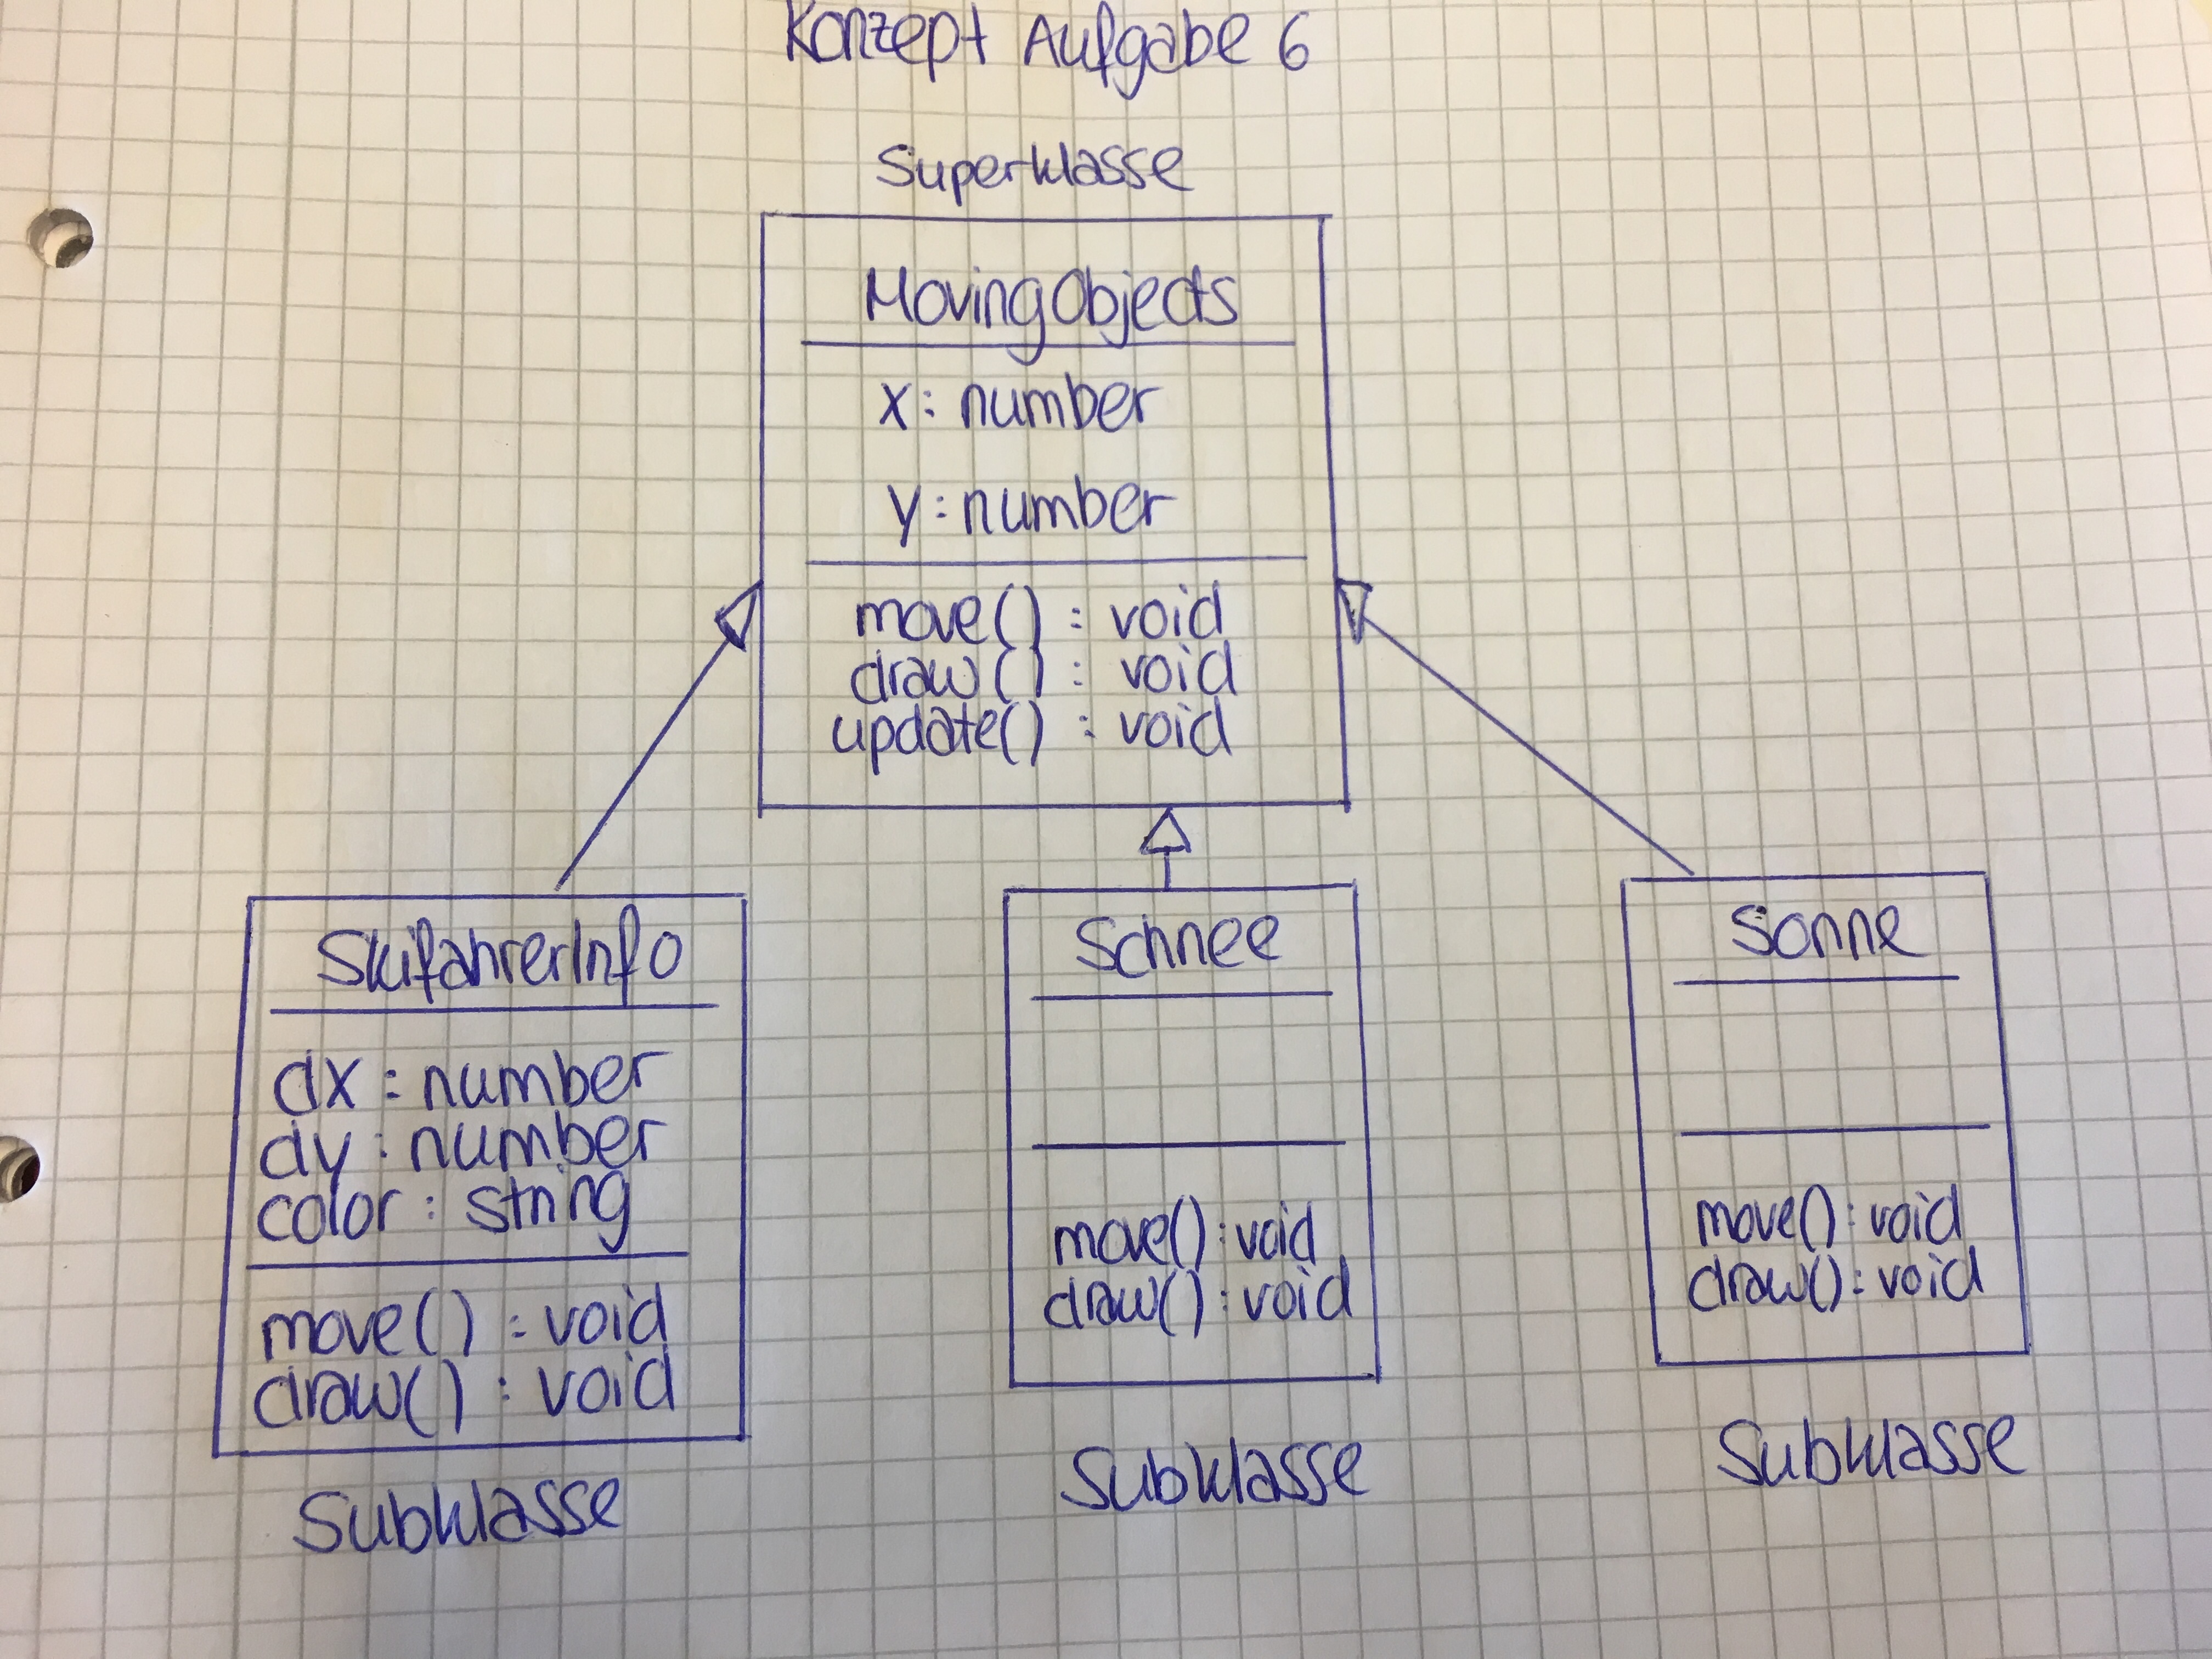 Konzept Aufgabe 6
Superklasse
MovingObjects
x: number
y: number
move() : void
draw() : void
update() : void
SkifahrerInfo
dx : number
dy : number
color : string
move() : void
draw() : void
Subklasse
Schnee
move() : void
draw() : void
Subklasse
Sonne
move() : void
draw() : void
Subklasse